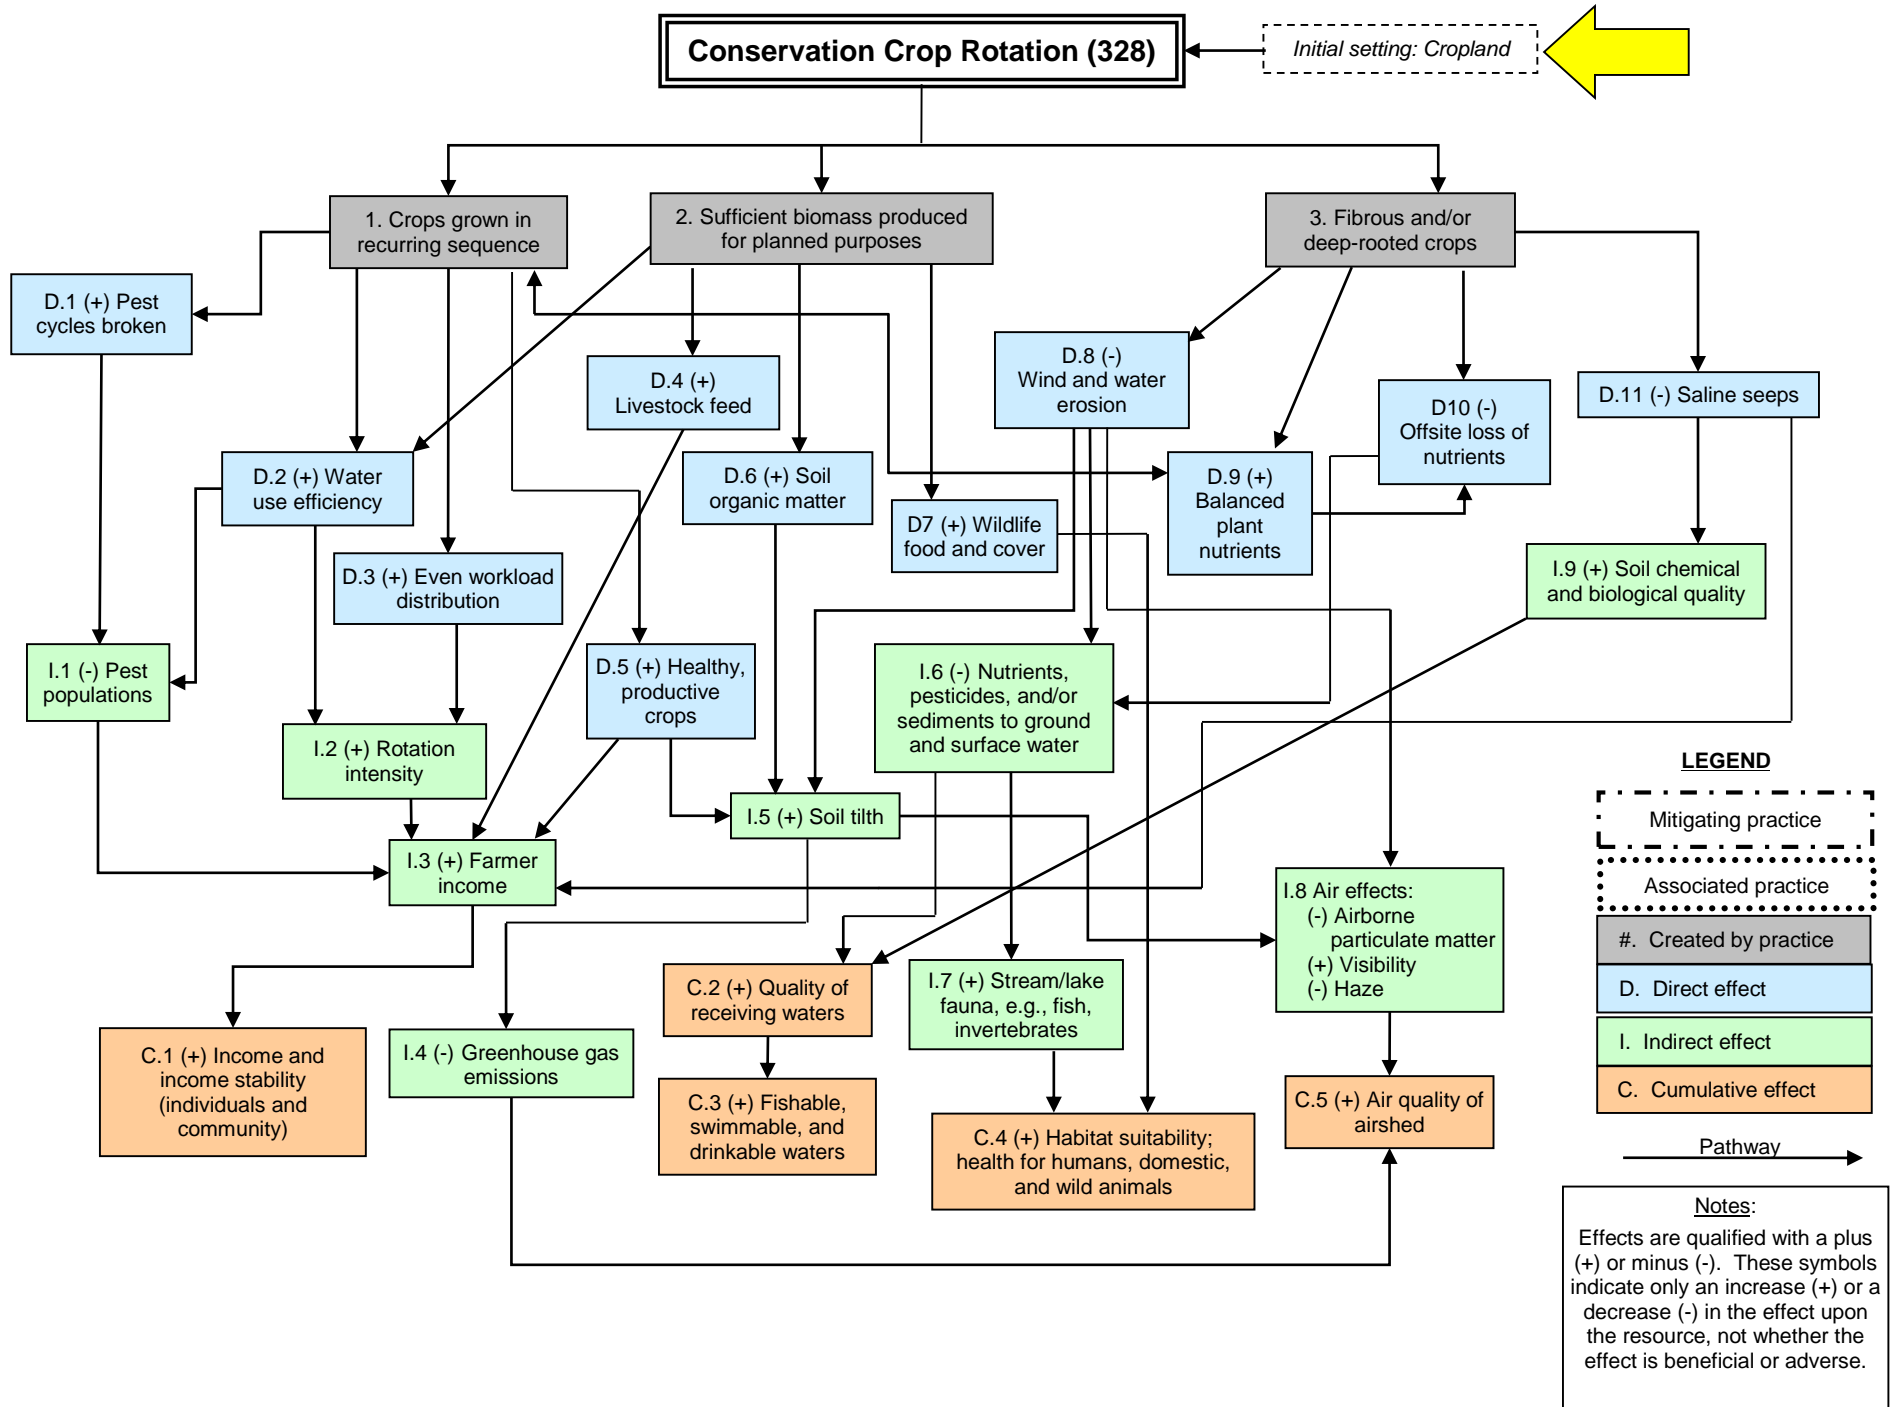 Conservation Crop Rotation (328)
Initial setting: Cropland
1. Crops grown in
recurring sequence
2. Sufficient biomass produced
for planned purposes
3. Fibrous and/or
deep-rooted crops
D.1 (+) Pest
cycles broken
D.4 (+)
Livestock feed
D.8 (-)
Wind and water
erosion
D10 (-)
Offsite loss of
nutrients
D.11 (-) Saline seeps
D.2 (+) Water
use efficiency
D.6 (+) Soil
organic matter
D7 (+) Wildlife
food and cover
D.9 (+)
Balanced
plant
nutrients
D.3 (+) Even workload
distribution
I.9 (+) Soil chemical
and biological quality
I.1 (-) Pest
populations
D.5 (+) Healthy,
productive
crops
I.6 (-) Nutrients,
pesticides, and/or
sediments to ground
and surface water
I.2 (+) Rotation
intensity
I.5 (+) Soil tilth
I.3 (+) Farmer
income
I.8 Air effects:
(-) Airborne
particulate matter
(+) Visibility
(-) Haze
C.2 (+) Quality of
receiving waters
I.7 (+) Stream/lake
fauna, e.g., fish,
invertebrates
C.1 (+) Income and
income stability
(individuals and
community)
I.4 (-) Greenhouse gas
emissions
C.3 (+) Fishable,
swimmable, and
drinkable waters
C.4 (+) Habitat suitability;
health for humans, domestic,
and wild animals
C.5 (+) Air quality of
airshed
LEGEND
Mitigating practice
Associated practice
#. Created by practice
D. Direct effect
I. Indirect effect
C. Cumulative effect
Pathway
Notes:
Effects are qualified with a plus
(+) or minus (-). These symbols
indicate only an increase (+) or a
decrease (-) in the effect upon
the resource, not whether the
effect is beneficial or adverse.